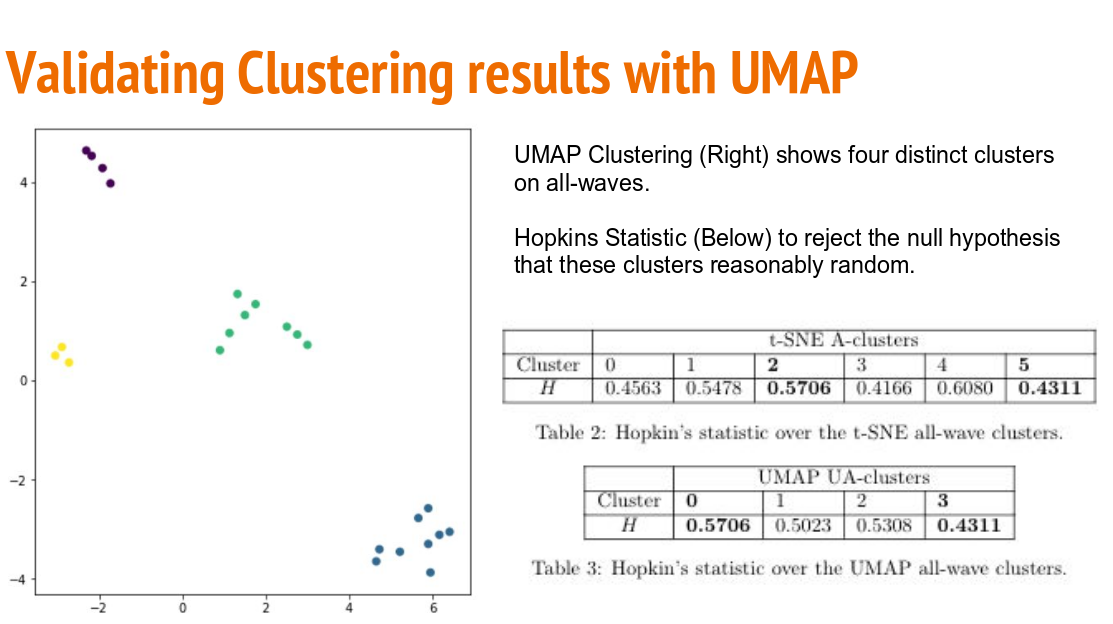 Validating Clustering results with UMAP
4
2
0
−2
−4
−2 0 2 4 6
UMAP Clustering (Right) shows four distinct clusters
on all-waves.
Hopkins Statistic (Below) to reject the null hypothesis
that these clusters reasonably random.
t-SNE A-clusters
Cluster 0 1 2 3 4 5
H 0.4563 0.5478 0.5706 0.4166 0.6080 0.4311
Table 2: Hopkin's statistic over the t-SNE all-wave clusters.
UMAP UA-clusters
Cluster 0 1 2 3
H 0.5706 0.5023 0.5308 0.4311
Table 3: Hopkin's statistic over the UMAP all-wave clusters.